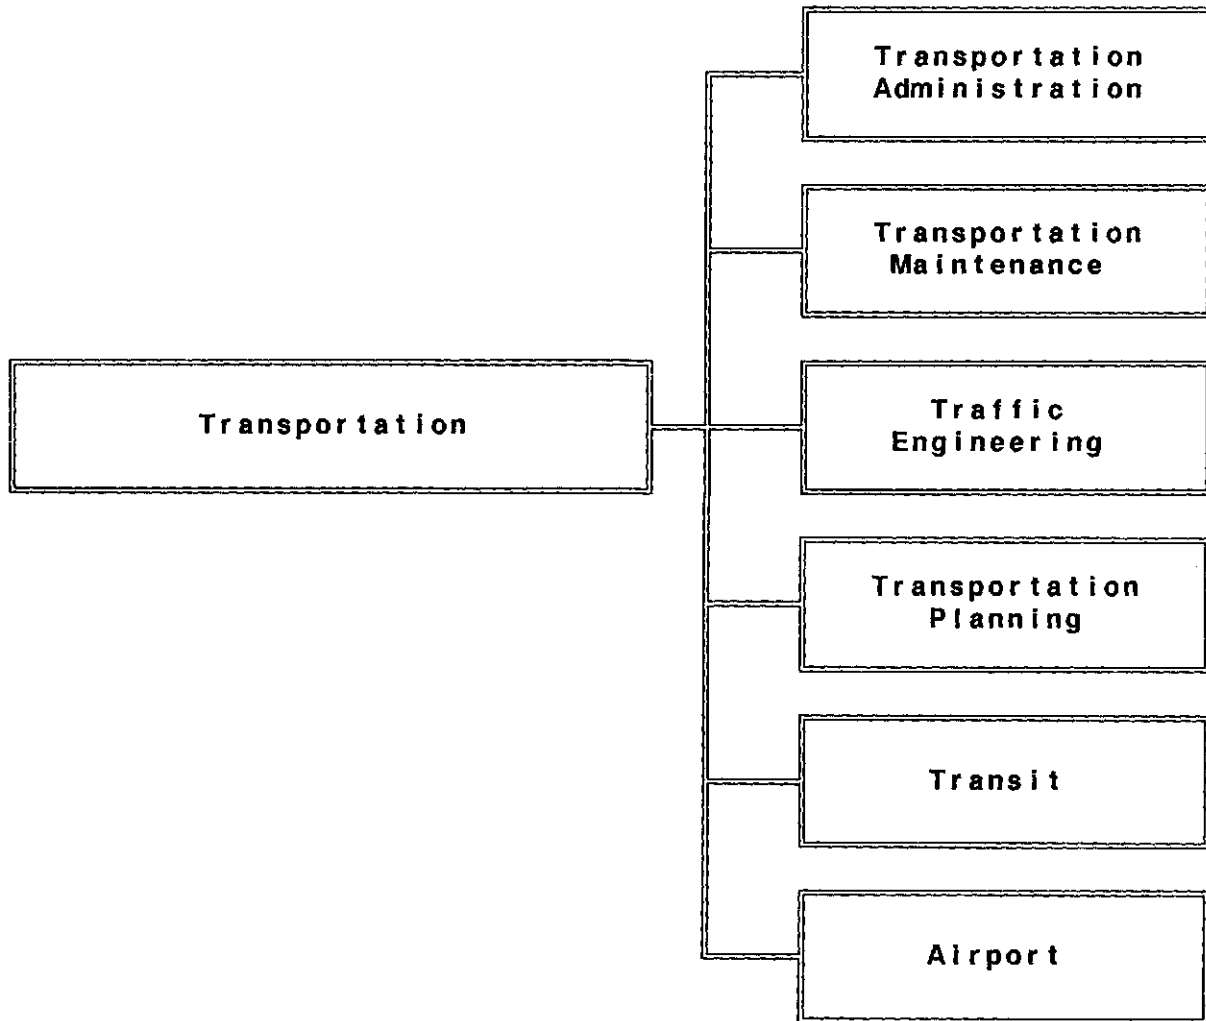 Transportation
Administration
Transportation
Maintenance
Transportation
Traffic
Engineering
Transportation
Planning
Transit
Airport